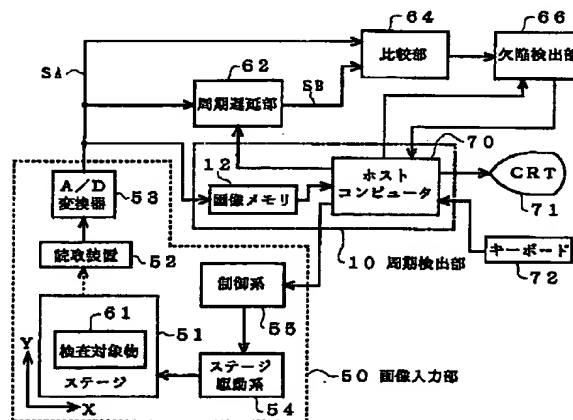 64
66
SA
比較部
欠陥検出部
62
周期遅延部
SB
70
12
画像メモリ
ホスト
コンピュータ
CRT
71
A/D
変換器
53
10 周期検出部
キーボード
72
読取装置
52
制御系
55
61
検査対象物
51
Y
ステージ
X
ステージ
駆動系
54
50 画像入力部